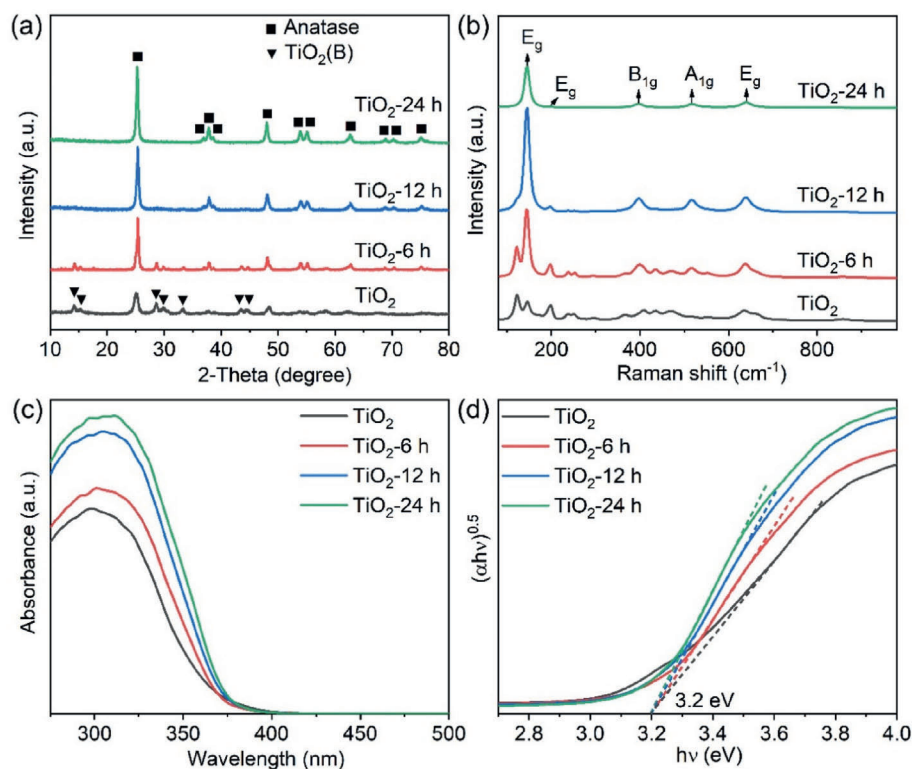 (a)
■ Anatase
▼ TiO₂(B)
TiO₂-24 h
TiO₂-12 h
TiO₂-6 h
TiO₂
Intensity (a.u.)
10 20 30 40 50 60 70 80
2-Theta (degree)
(b)
E_g
E_g
B₁g
A₁g
E_g
TiO₂-24 h
TiO₂-12 h
TiO₂-6 h
TiO₂
Intensity (a.u.)
200 400 600 800
Raman shift (cm⁻¹)
(c)
TiO₂
TiO₂-6 h
TiO₂-12 h
TiO₂-24 h
Absorbance (a.u.)
300 350 400 450 500
Wavelength (nm)
(d)
TiO₂
TiO₂-6 h
TiO₂-12 h
TiO₂-24 h
(αhν)⁰·⁵
3.2 eV
2.8 3.0 3.2 3.4 3.6 3.8 4.0
hν (eV)